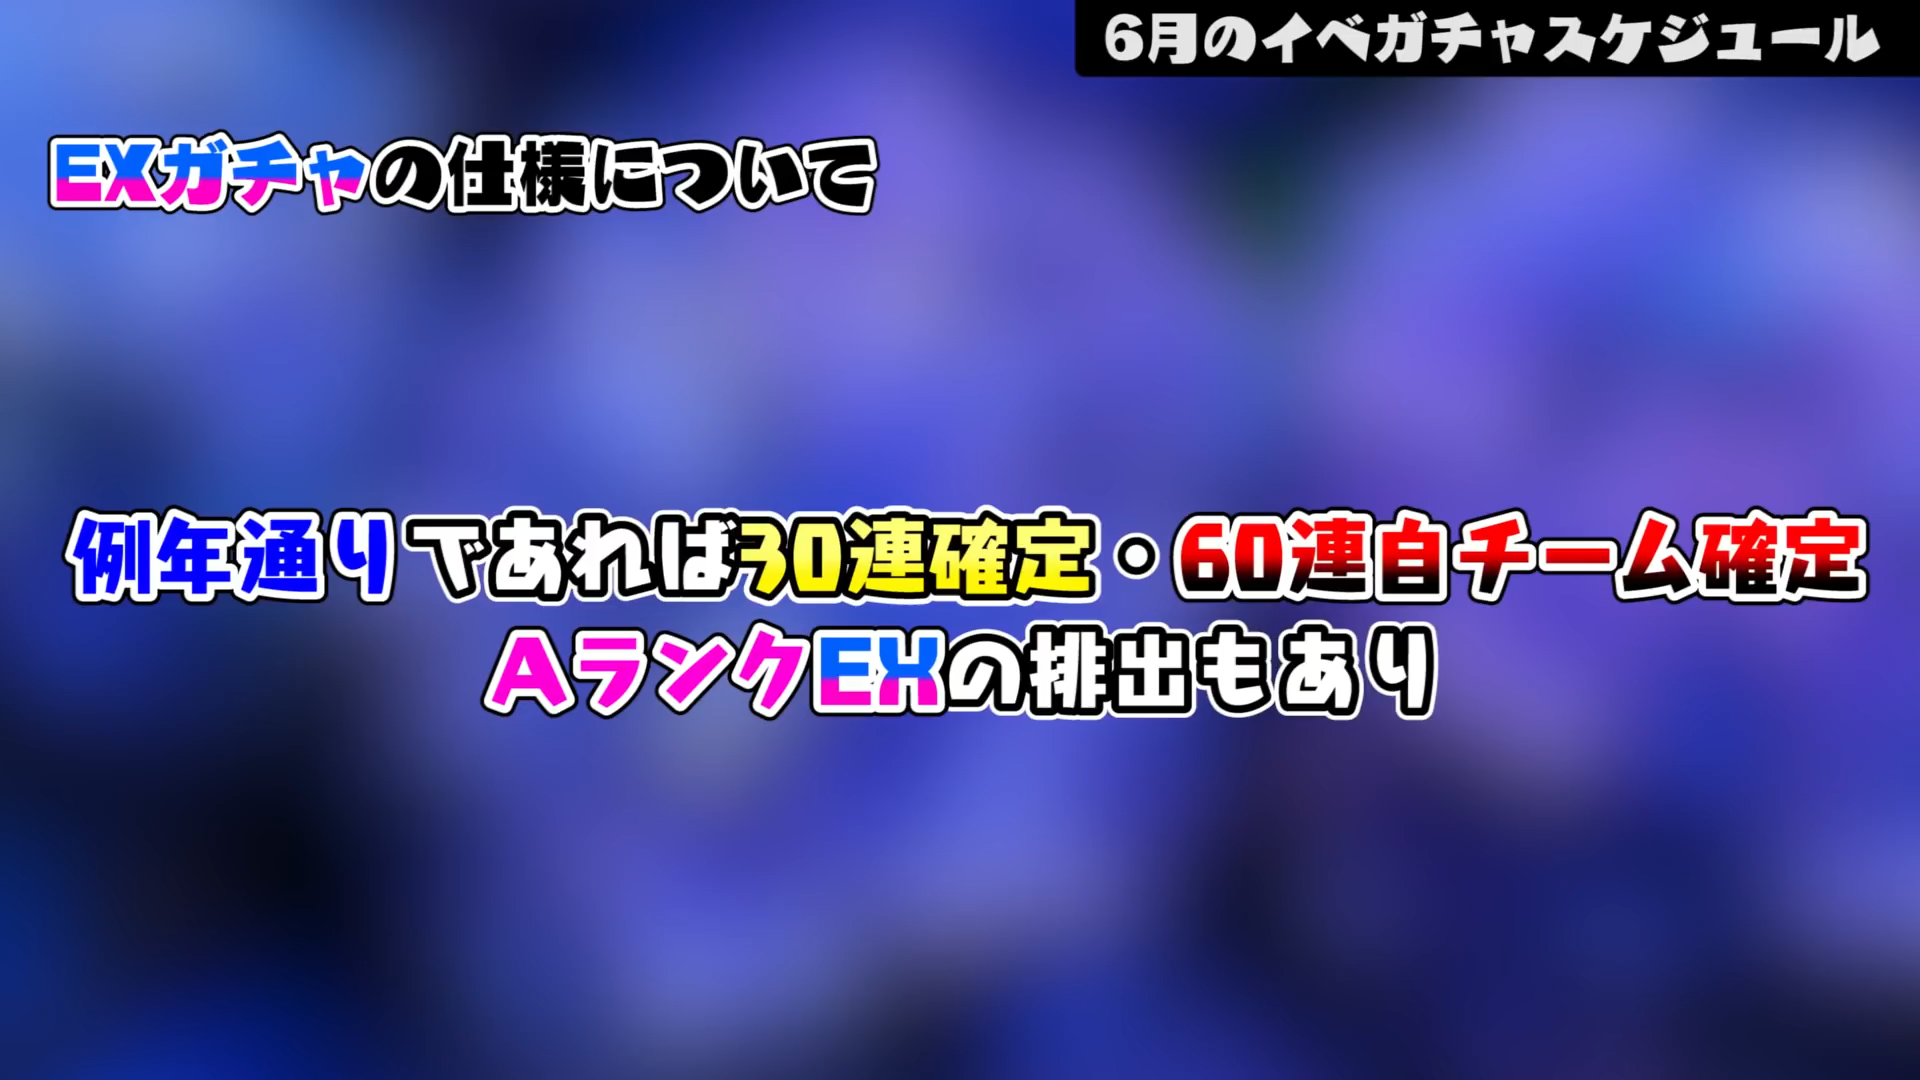 6月のイベガチャスケジュール
EXガチャの仕様について
例年通りであれば30連確定・60連自チーム確定
AランクEXの排出もあり